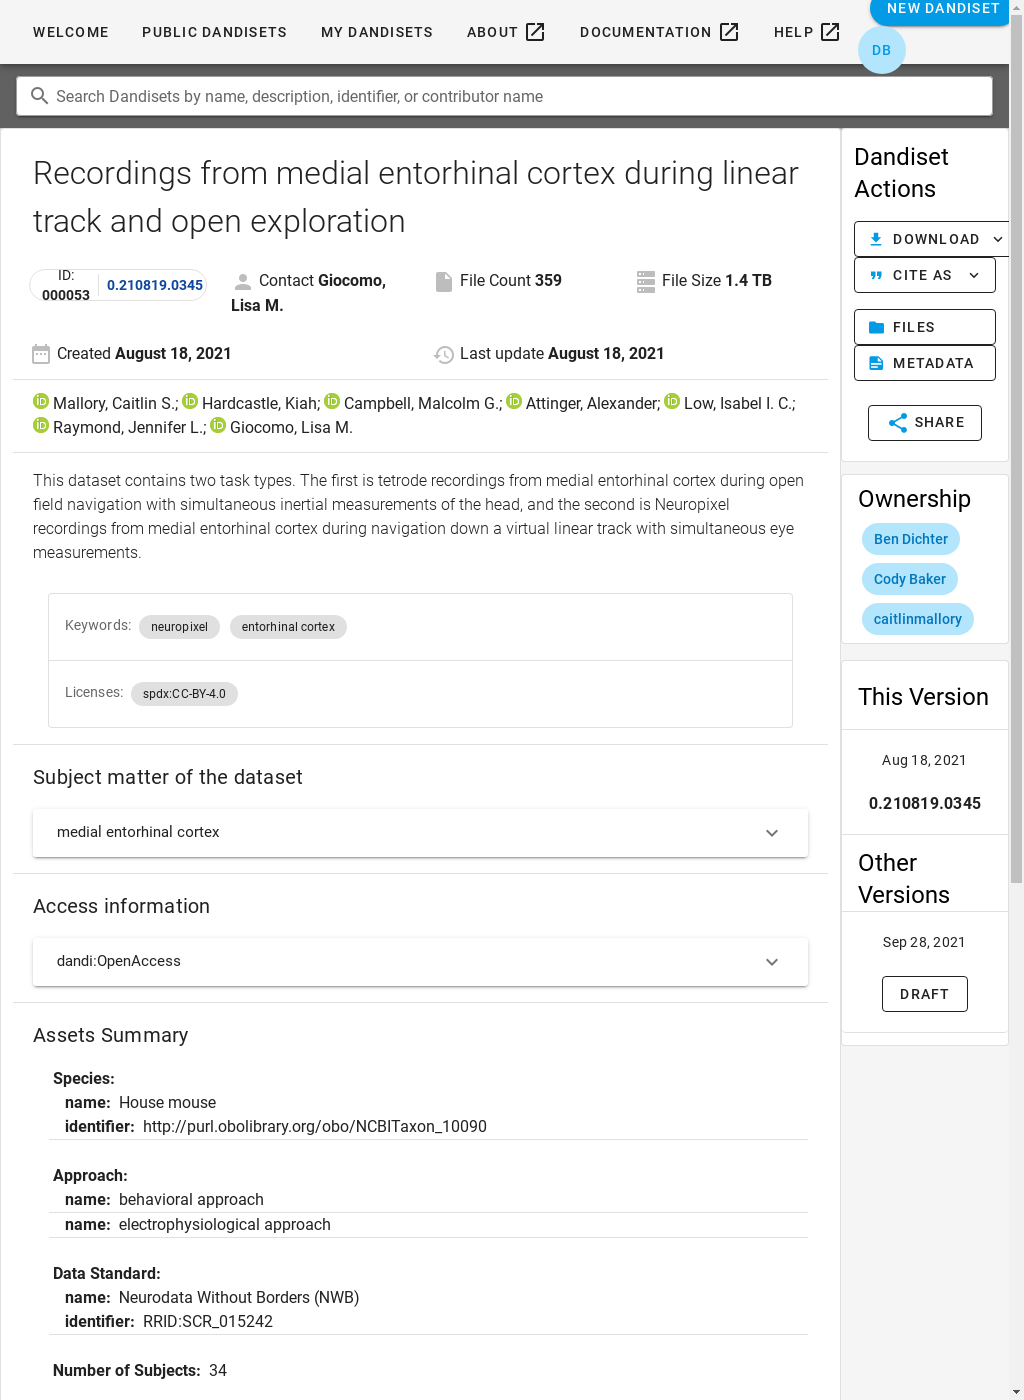 WELCOME
PUBLIC DANDISETS
MY DANDISETS
ABOUT
DOCUMENTATION
HELP
NEW DANDISET
DB
Search Dandisets by name, description, identifier, or contributor name
Recordings from medial entorhinal cortex during linear
track and open exploration
ID:
000053
0.210819.0345
Contact Giocomo,
Lisa M.
File Count 359
File Size 1.4 TB
Created August 18, 2021
Last update August 18, 2021
Mallory, Caitlin S.; Hardcastle, Kiah; Campbell, Malcolm G.; Attinger, Alexander; Low, Isabel I. C.;
Raymond, Jennifer L.; Giocomo, Lisa M.
This dataset contains two task types. The first is tetrode recordings from medial entorhinal cortex during open
field navigation with simultaneous inertial measurements of the head, and the second is Neuropixel
recordings from medial entorhinal cortex during navigation down a virtual linear track with simultaneous eye
measurements.
Keywords: neuropixel entorhinal cortex
Licenses: spdx:CC-BY-4.0
Subject matter of the dataset
medial entorhinal cortex
Access information
dandi:OpenAccess
Assets Summary
Species:
name: House mouse
identifier: http://purl.obolibrary.org/obo/NCBITaxon_10090
Approach:
name: behavioral approach
name: electrophysiological approach
Data Standard:
name: Neurodata Without Borders (NWB)
identifier: RRID:SCR_015242
Number of Subjects: 34
Dandiset
Actions
DOWNLOAD
CITE AS
FILES
METADATA
SHARE
Ownership
Ben Dichter
Cody Baker
caitlinmallory
This Version
Aug 18, 2021
0.210819.0345
Other
Versions
Sep 28, 2021
DRAFT